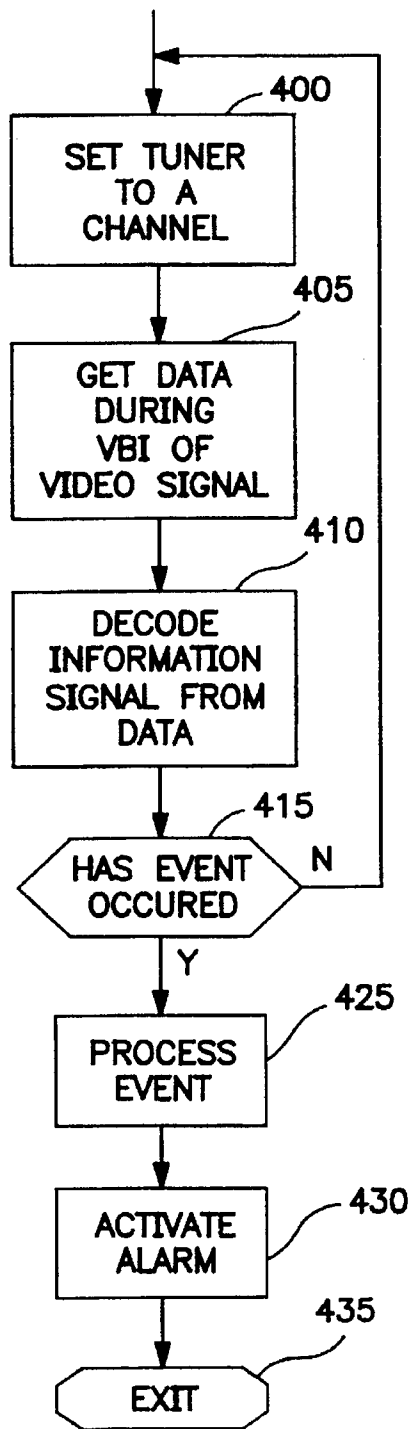 400
SET TUNER
TO A
CHANNEL
405
GET DATA
DURING
VBI OF
VIDEO SIGNAL
410
DECODE
INFORMATION
SIGNAL FROM
DATA
415
HAS EVENT
OCCURED
N
Y
425
PROCESS
EVENT
430
ACTIVATE
ALARM
435
EXIT